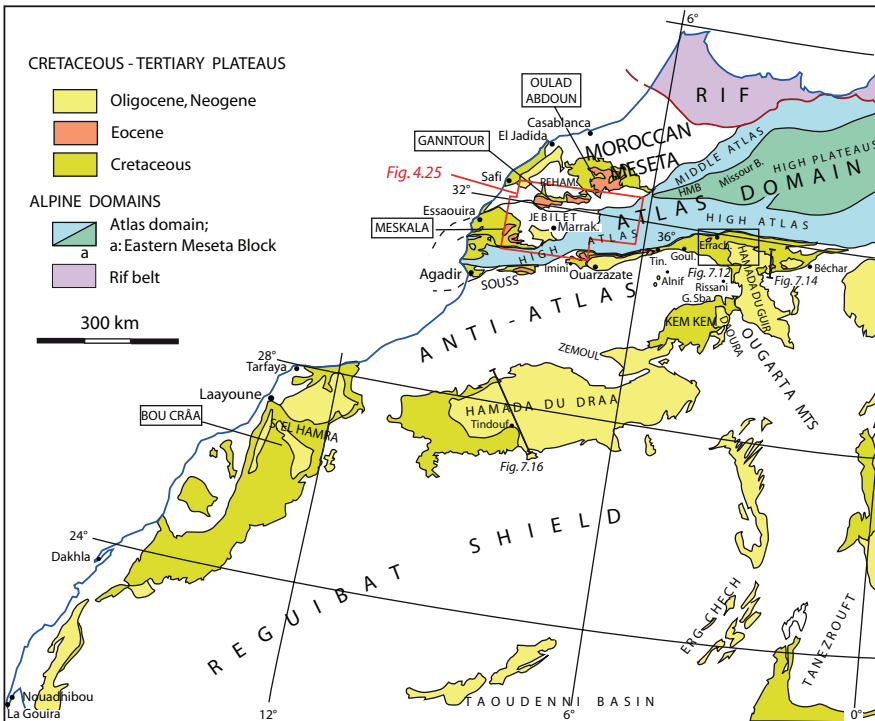 CRETACEOUS - TERTIARY PLATEAUS
Oligocene, Neogene
Eocene
Cretaceous
ALPINE DOMAINS
Atlas domain;
a: Eastern Meseta Block
a
Rif belt
300 km
6°
RIF
OULAD
ABDOUN
Casablanca
El Jadida
GANNTOUR
MOROCCAN
MESETA
MIDDLE ATLAS
HIGH PLATEAUS
Missour B.
HMB
Fig. 4.25
Safi
32°
REHAM.
ATLAS DOMAIN
Essaouira
JEBILET
Marrak.
HIGH ATLAS
MESKALA
HIGH ATLAS
36°
Errach.
Agadir
SOUSS
Imini
Ouarzazate
Tin.
Goul.
Fig. 7.12
Fig. 7.14
Béchar
Alnif
Rissani
G. Sba
HAMADA DU GUIR
ANTI-ATLAS
KEM KEM
DAOURA
OUGARTA MTS
ZEMOUL
28°
Tarfaya
Laayoune
HAMADA DU DRAA
BOU CRÂA
S. EL HAMRA
Tindouf
Fig. 7.16
24°
Dakhla
REGUIBAT SHIELD
ERG CHECH
TANEZROUFT
Nouadhibou
La Gouira
12°
TAOUDENNI BASIN
6°
0°